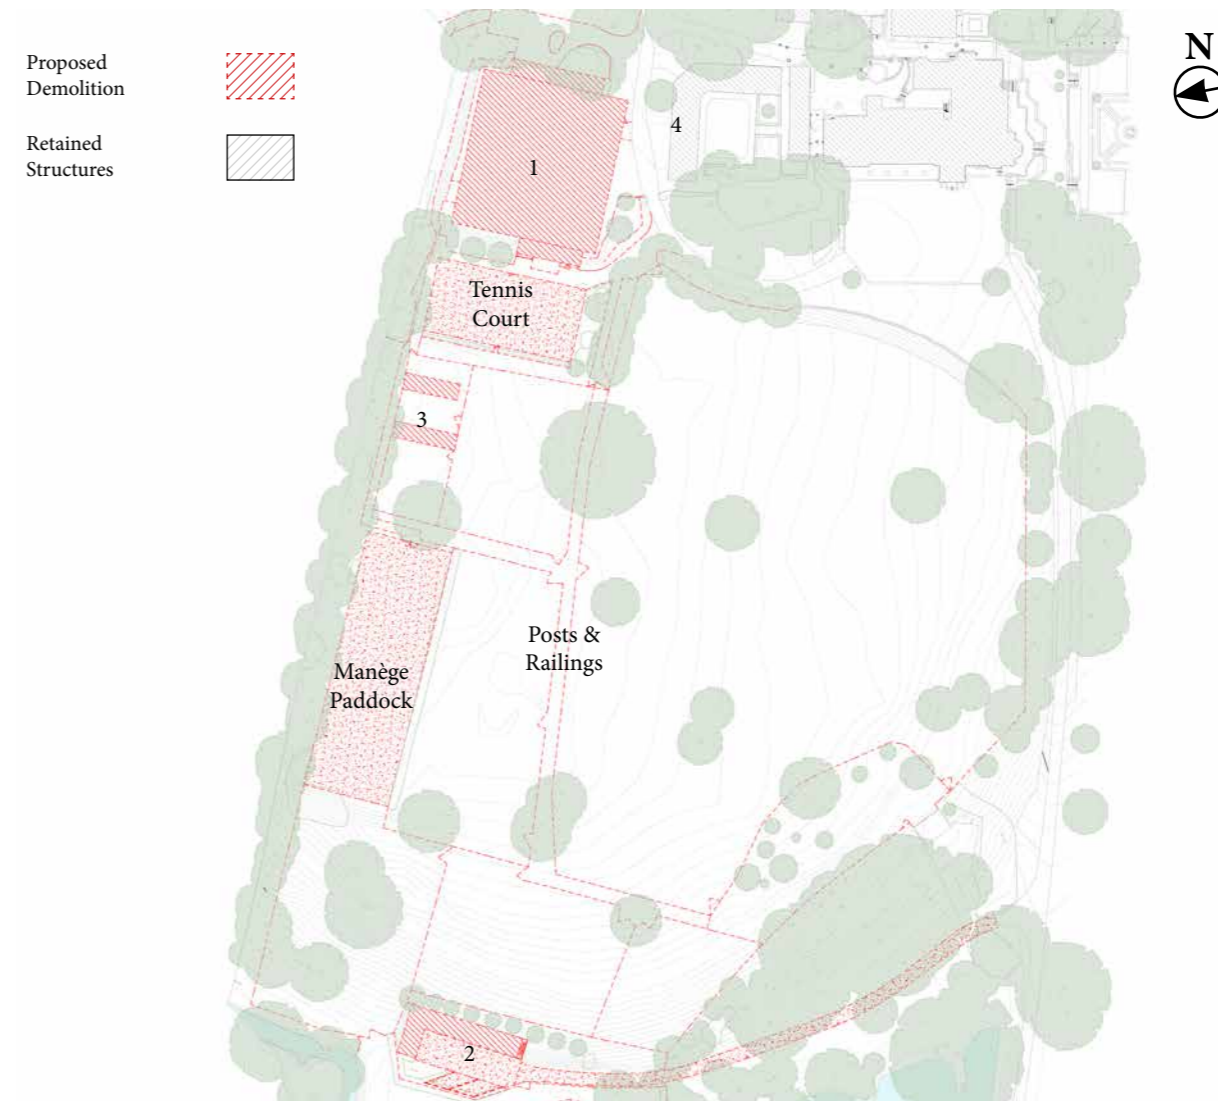 Proposed
Demolition
Retained
Structures
N
1
4
Tennis
Court
3
Posts &
Railings
Manège
Paddock
2